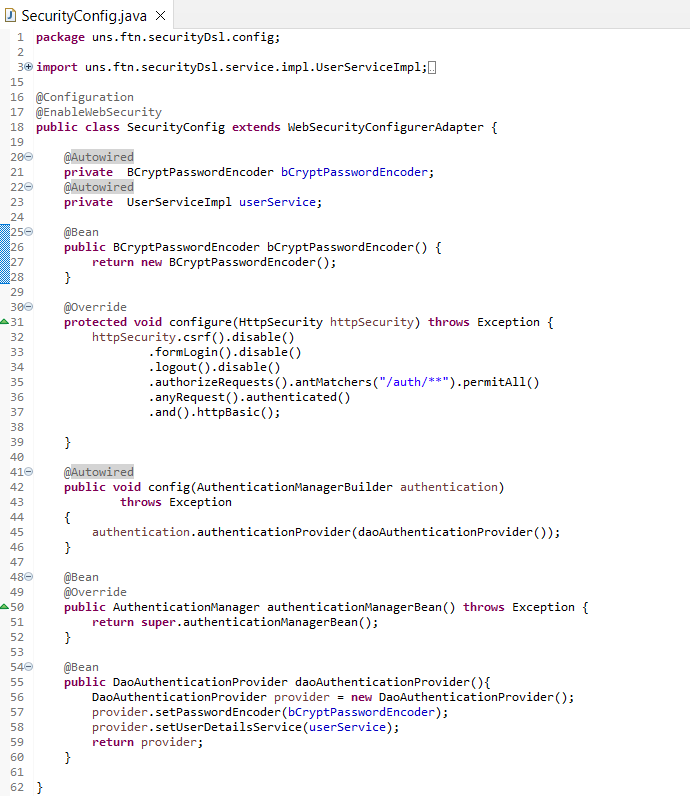 SecurityConfig.java
1 package uns.ftn.securityDsl.config;
2
3 import uns.ftn.securityDsl.service.impl.UserServiceImpl;
15
16 @Configuration
17 @EnableWebSecurity
18 public class SecurityConfig extends WebSecurityConfigurerAdapter {
19
20     @Autowired
21     private  BCryptPasswordEncoder bCryptPasswordEncoder;
22     @Autowired
23     private  UserServiceImpl userService;
24
25     @Bean
26     public BCryptPasswordEncoder bCryptPasswordEncoder() {
27         return new BCryptPasswordEncoder();
28     }
29
30     @Override
31     protected void configure(HttpSecurity httpSecurity) throws Exception {
32         httpSecurity.csrf().disable()
33                 .formLogin().disable()
34                 .logout().disable()
35                 .authorizeRequests().antMatchers("/auth/**").permitAll()
36                 .anyRequest().authenticated()
37                 .and().httpBasic();
38
39     }
40
41     @Autowired
42     public void config(AuthenticationManagerBuilder authentication)
43             throws Exception
44     {
45         authentication.authenticationProvider(daoAuthenticationProvider());
46     }
47
48     @Bean
49     @Override
50     public AuthenticationManager authenticationManagerBean() throws Exception {
51         return super.authenticationManagerBean();
52     }
53
54     @Bean
55     public DaoAuthenticationProvider daoAuthenticationProvider(){
56         DaoAuthenticationProvider provider = new DaoAuthenticationProvider();
57         provider.setPasswordEncoder(bCryptPasswordEncoder);
58         provider.setUserDetailsService(userService);
59         return provider;
60     }
61
62 }